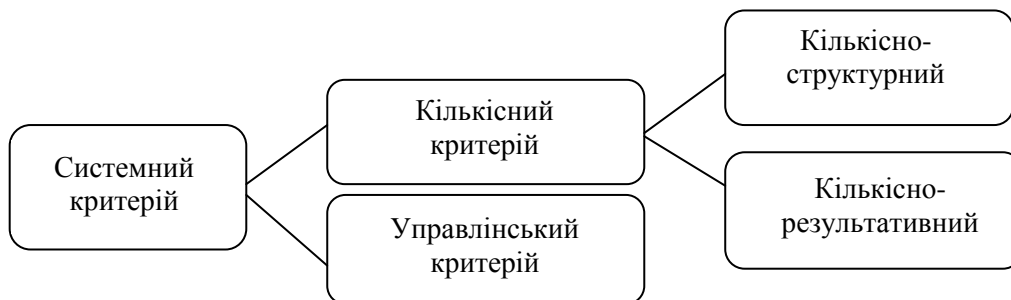 Системний
критерій
Кількісний
критерій
Управлінський
критерій
Кількісно-
структурний
Кількісно-
результативний